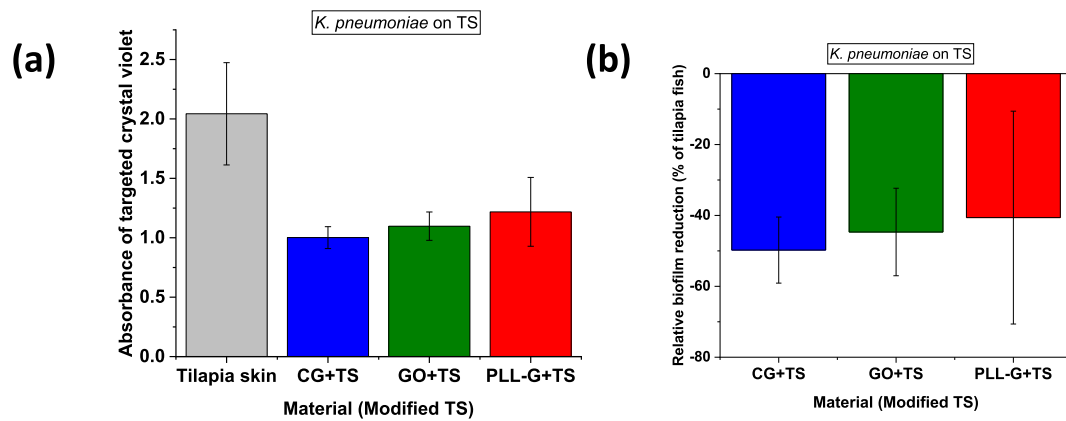 (a)
K. pneumoniae on TS
Absorbance of targeted crystal violet
2.5
2.0
1.5
1.0
0.5
0.0
Tilapia skin CG+TS GO+TS PLL-G+TS
Material (Modified TS)
(b)
K. pneumoniae on TS
Relative biofilm reduction (% of tilapia fish)
0
-20
-40
-60
-80
CG+TS GO+TS PLL-G+TS
Material (Modified TS)